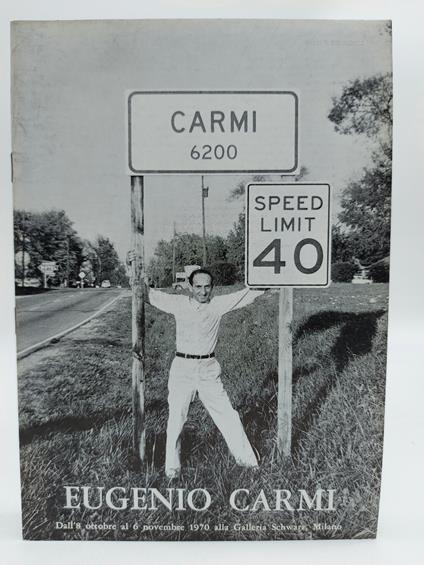 CARMI
6200
SPEED
LIMIT
40
EUGENIO CARMI
Dall'8 ottobre al 6 novembre 1970 alla Galleria Schwarz, Milano